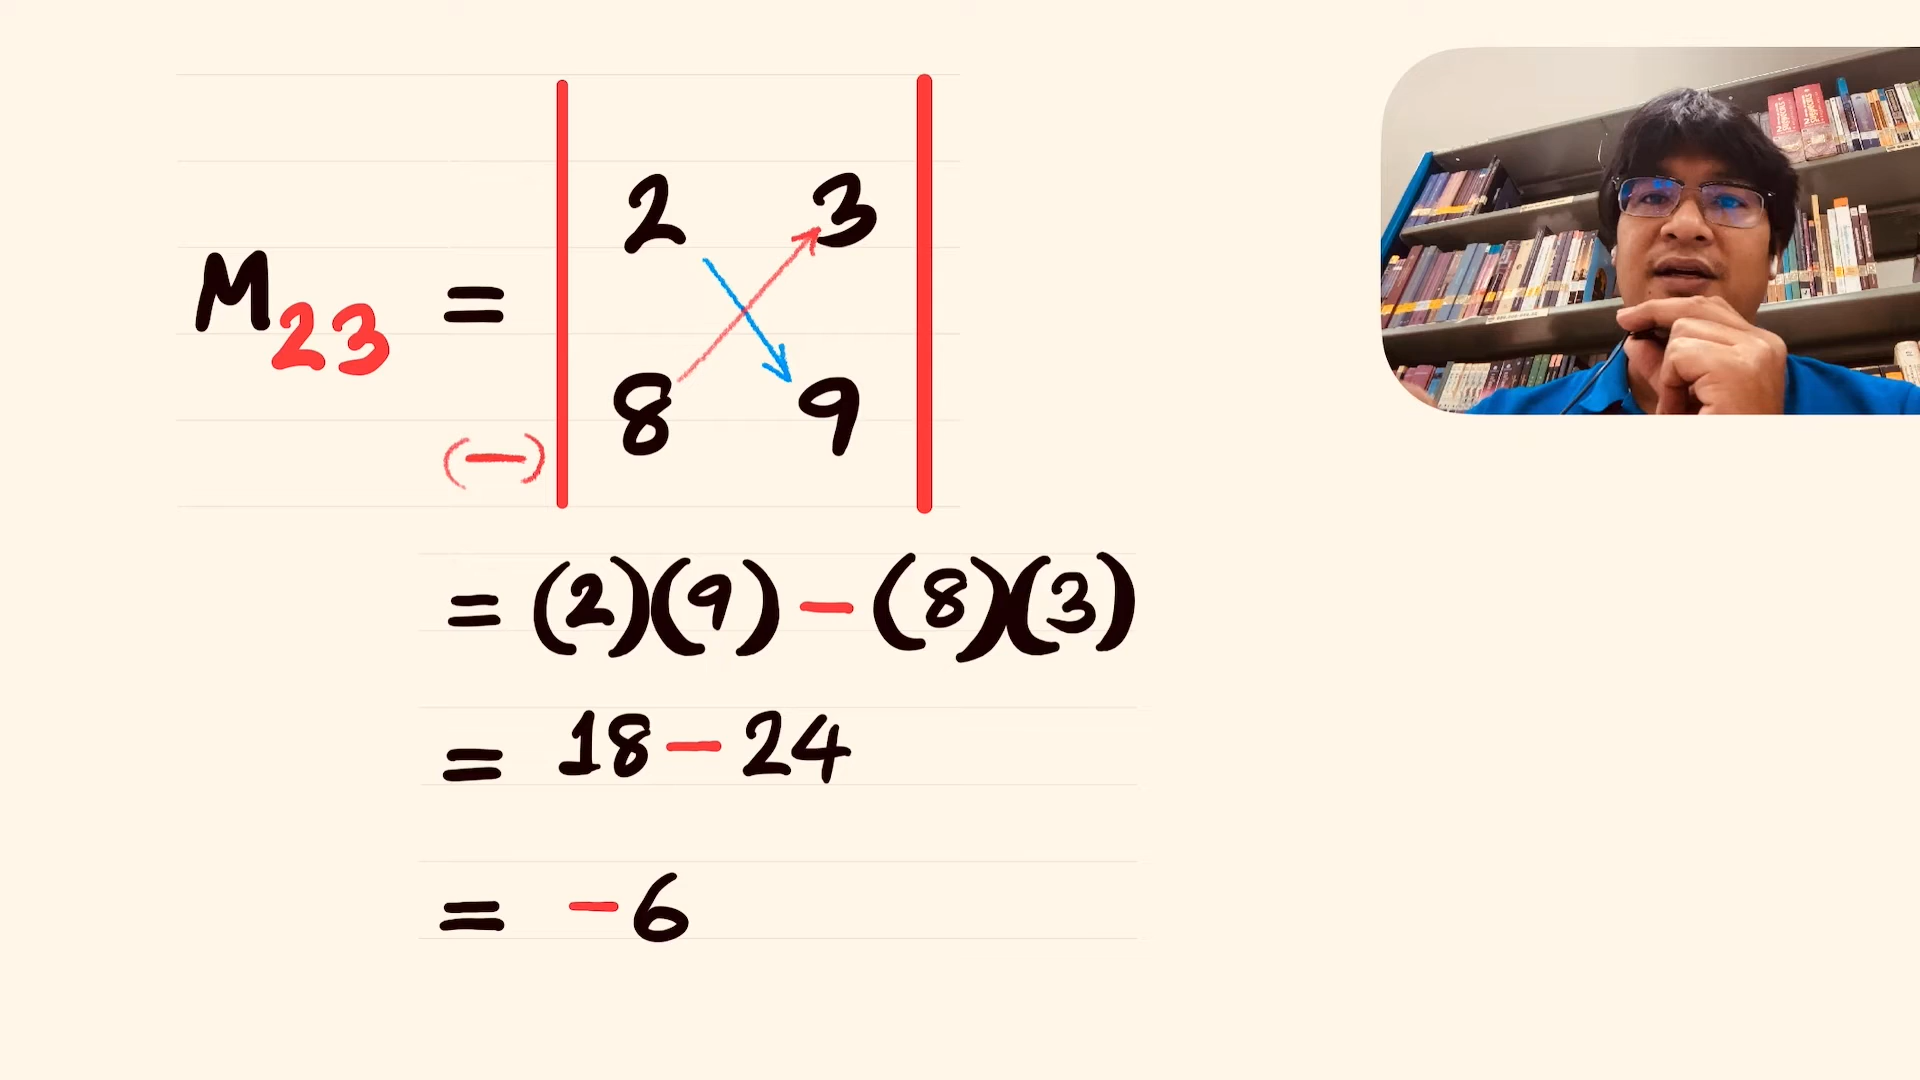 2 3
M₂₃ =
8 9
(−)
= (2)(9) − (8)(3)
= 18 − 24
= −6